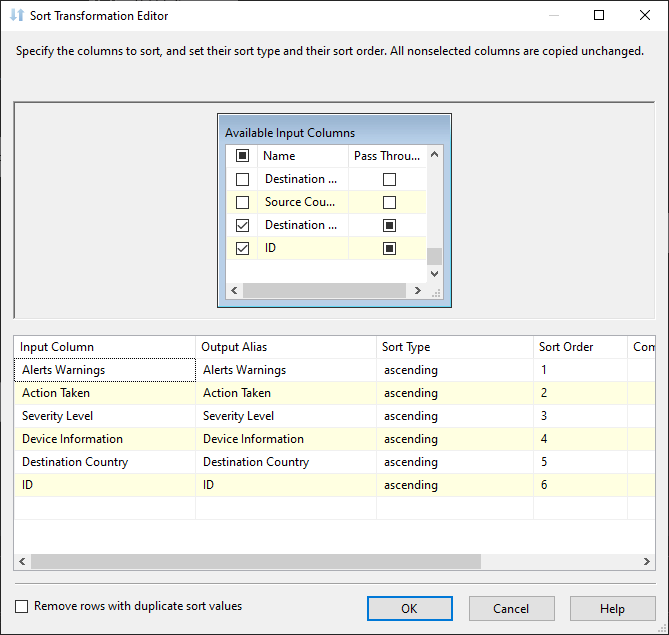 Sort Transformation Editor
Specify the columns to sort, and set their sort type and their sort order. All nonselected columns are copied unchanged.
Available Input Columns
Name Pass Throu...
Destination ...
Source Cou...
Destination ...
ID
Input Column Output Alias Sort Type Sort Order Com
Alerts Warnings Alerts Warnings ascending 1
Action Taken Action Taken ascending 2
Severity Level Severity Level ascending 3
Device Information Device Information ascending 4
Destination Country Destination Country ascending 5
ID ID ascending 6
Remove rows with duplicate sort values
OK Cancel Help